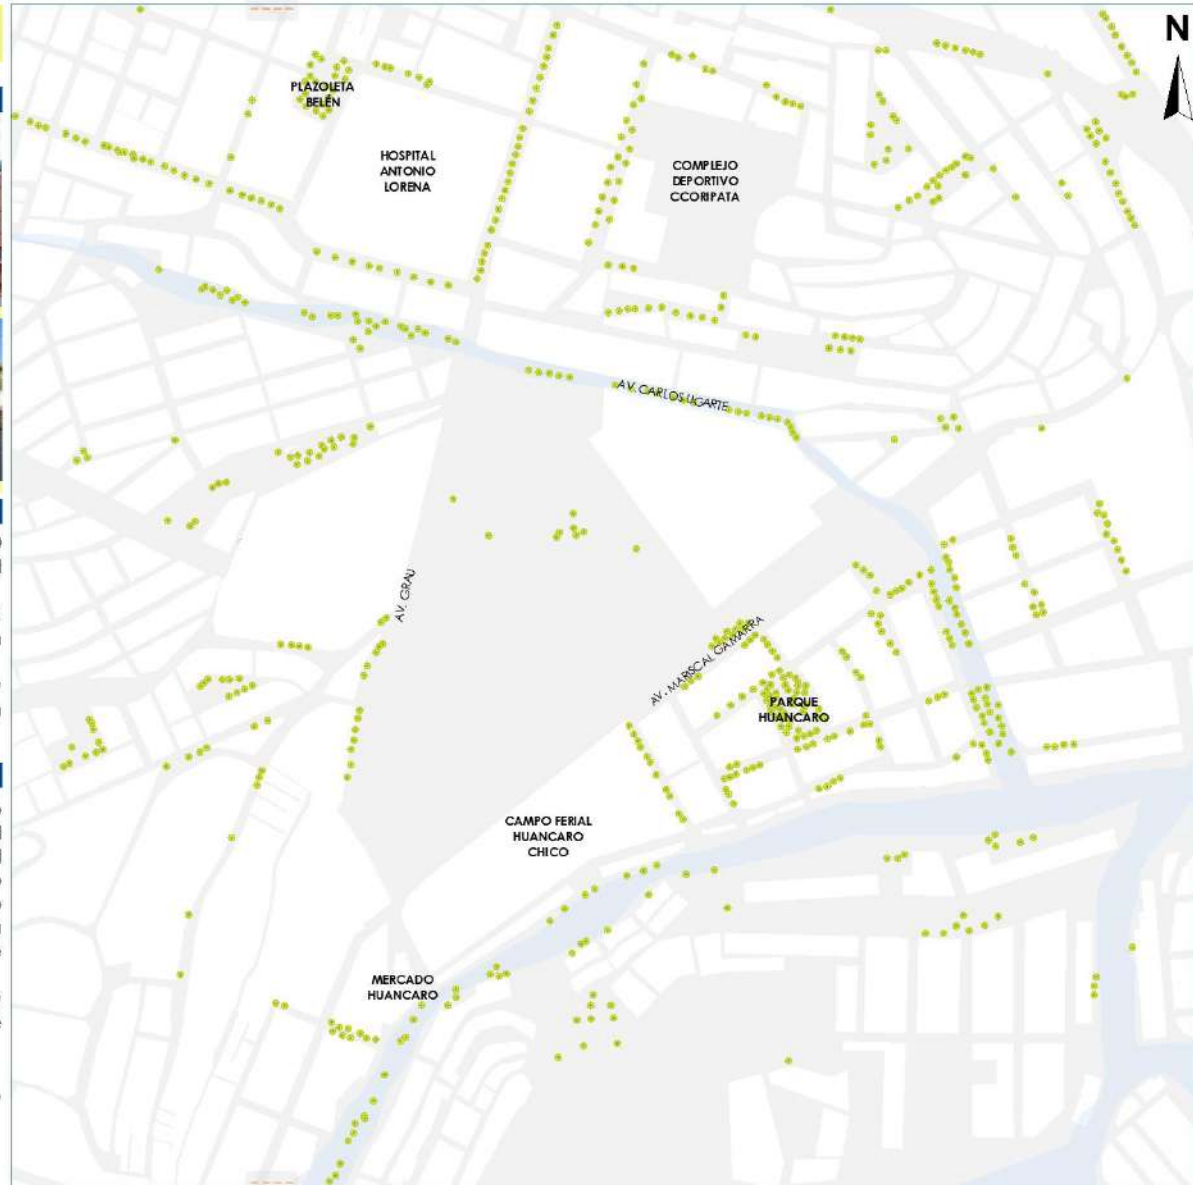 N
PLAZOLETA
BELÉN
HOSPITAL
ANTONIO
LORENA
COMPLEJO
DEPORTIVO
CCORIPATA
AV. CARLOS UGARTE
AV. GRAU
AV. MARISCAL GAMARRA
PARQUE
HUANCARO
CAMPO FERIAL
HUANCARO
CHICO
MERCADO
HUANCARO